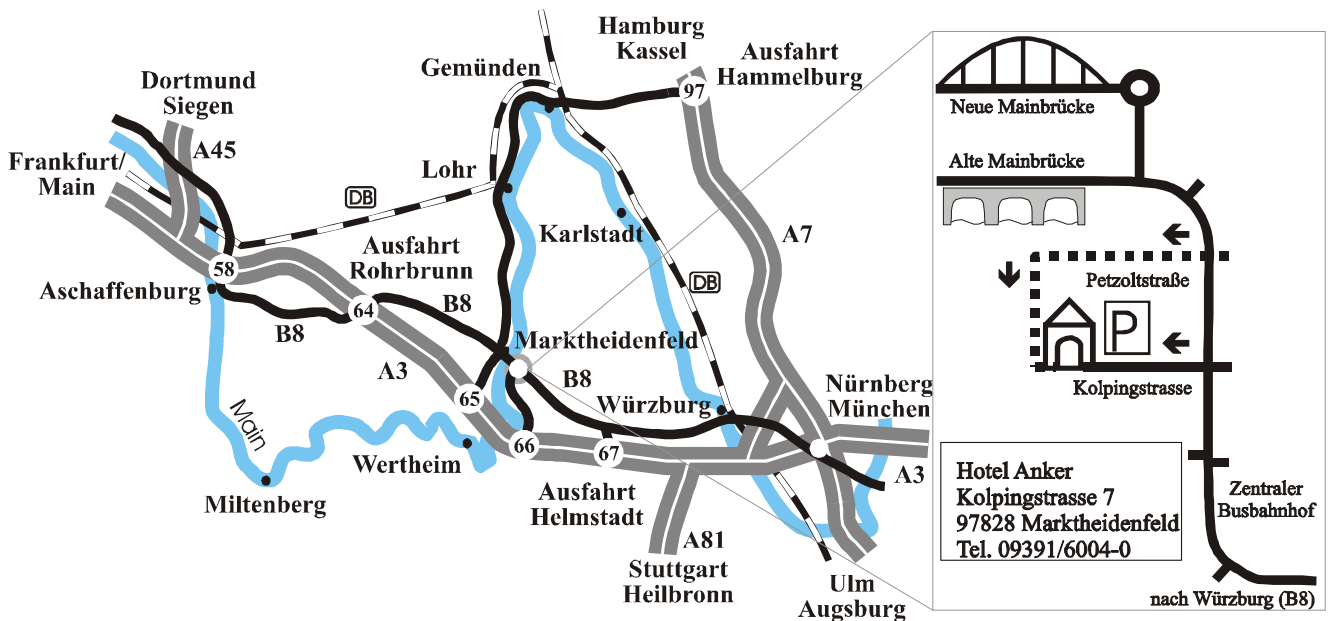 Hamburg
Kassel
Ausfahrt
Hammelburg
Gemünden
97
Dortmund
Siegen
A45
Frankfurt/
Main
Lohr
DB
Karlstadt
A7
Ausfahrt
Rohrbrunn
58
Aschaffenburg
B8
64
B8
DB
Marktheidenfeld
A3
B8
65
Würzburg
Nürnberg
München
Main
66
67
Wertheim
A3
Miltenberg
Ausfahrt
Helmstadt
A81
Stuttgart
Heilbronn
Ulm
Augsburg
Neue Mainbrücke
Alte Mainbrücke
Petzoltstraße
P
Kolpingstrasse
Hotel Anker
Kolpingstrasse 7
97828 Marktheidenfeld
Tel. 09391/6004-0
Zentraler
Busbahnhof
nach Würzburg (B8)